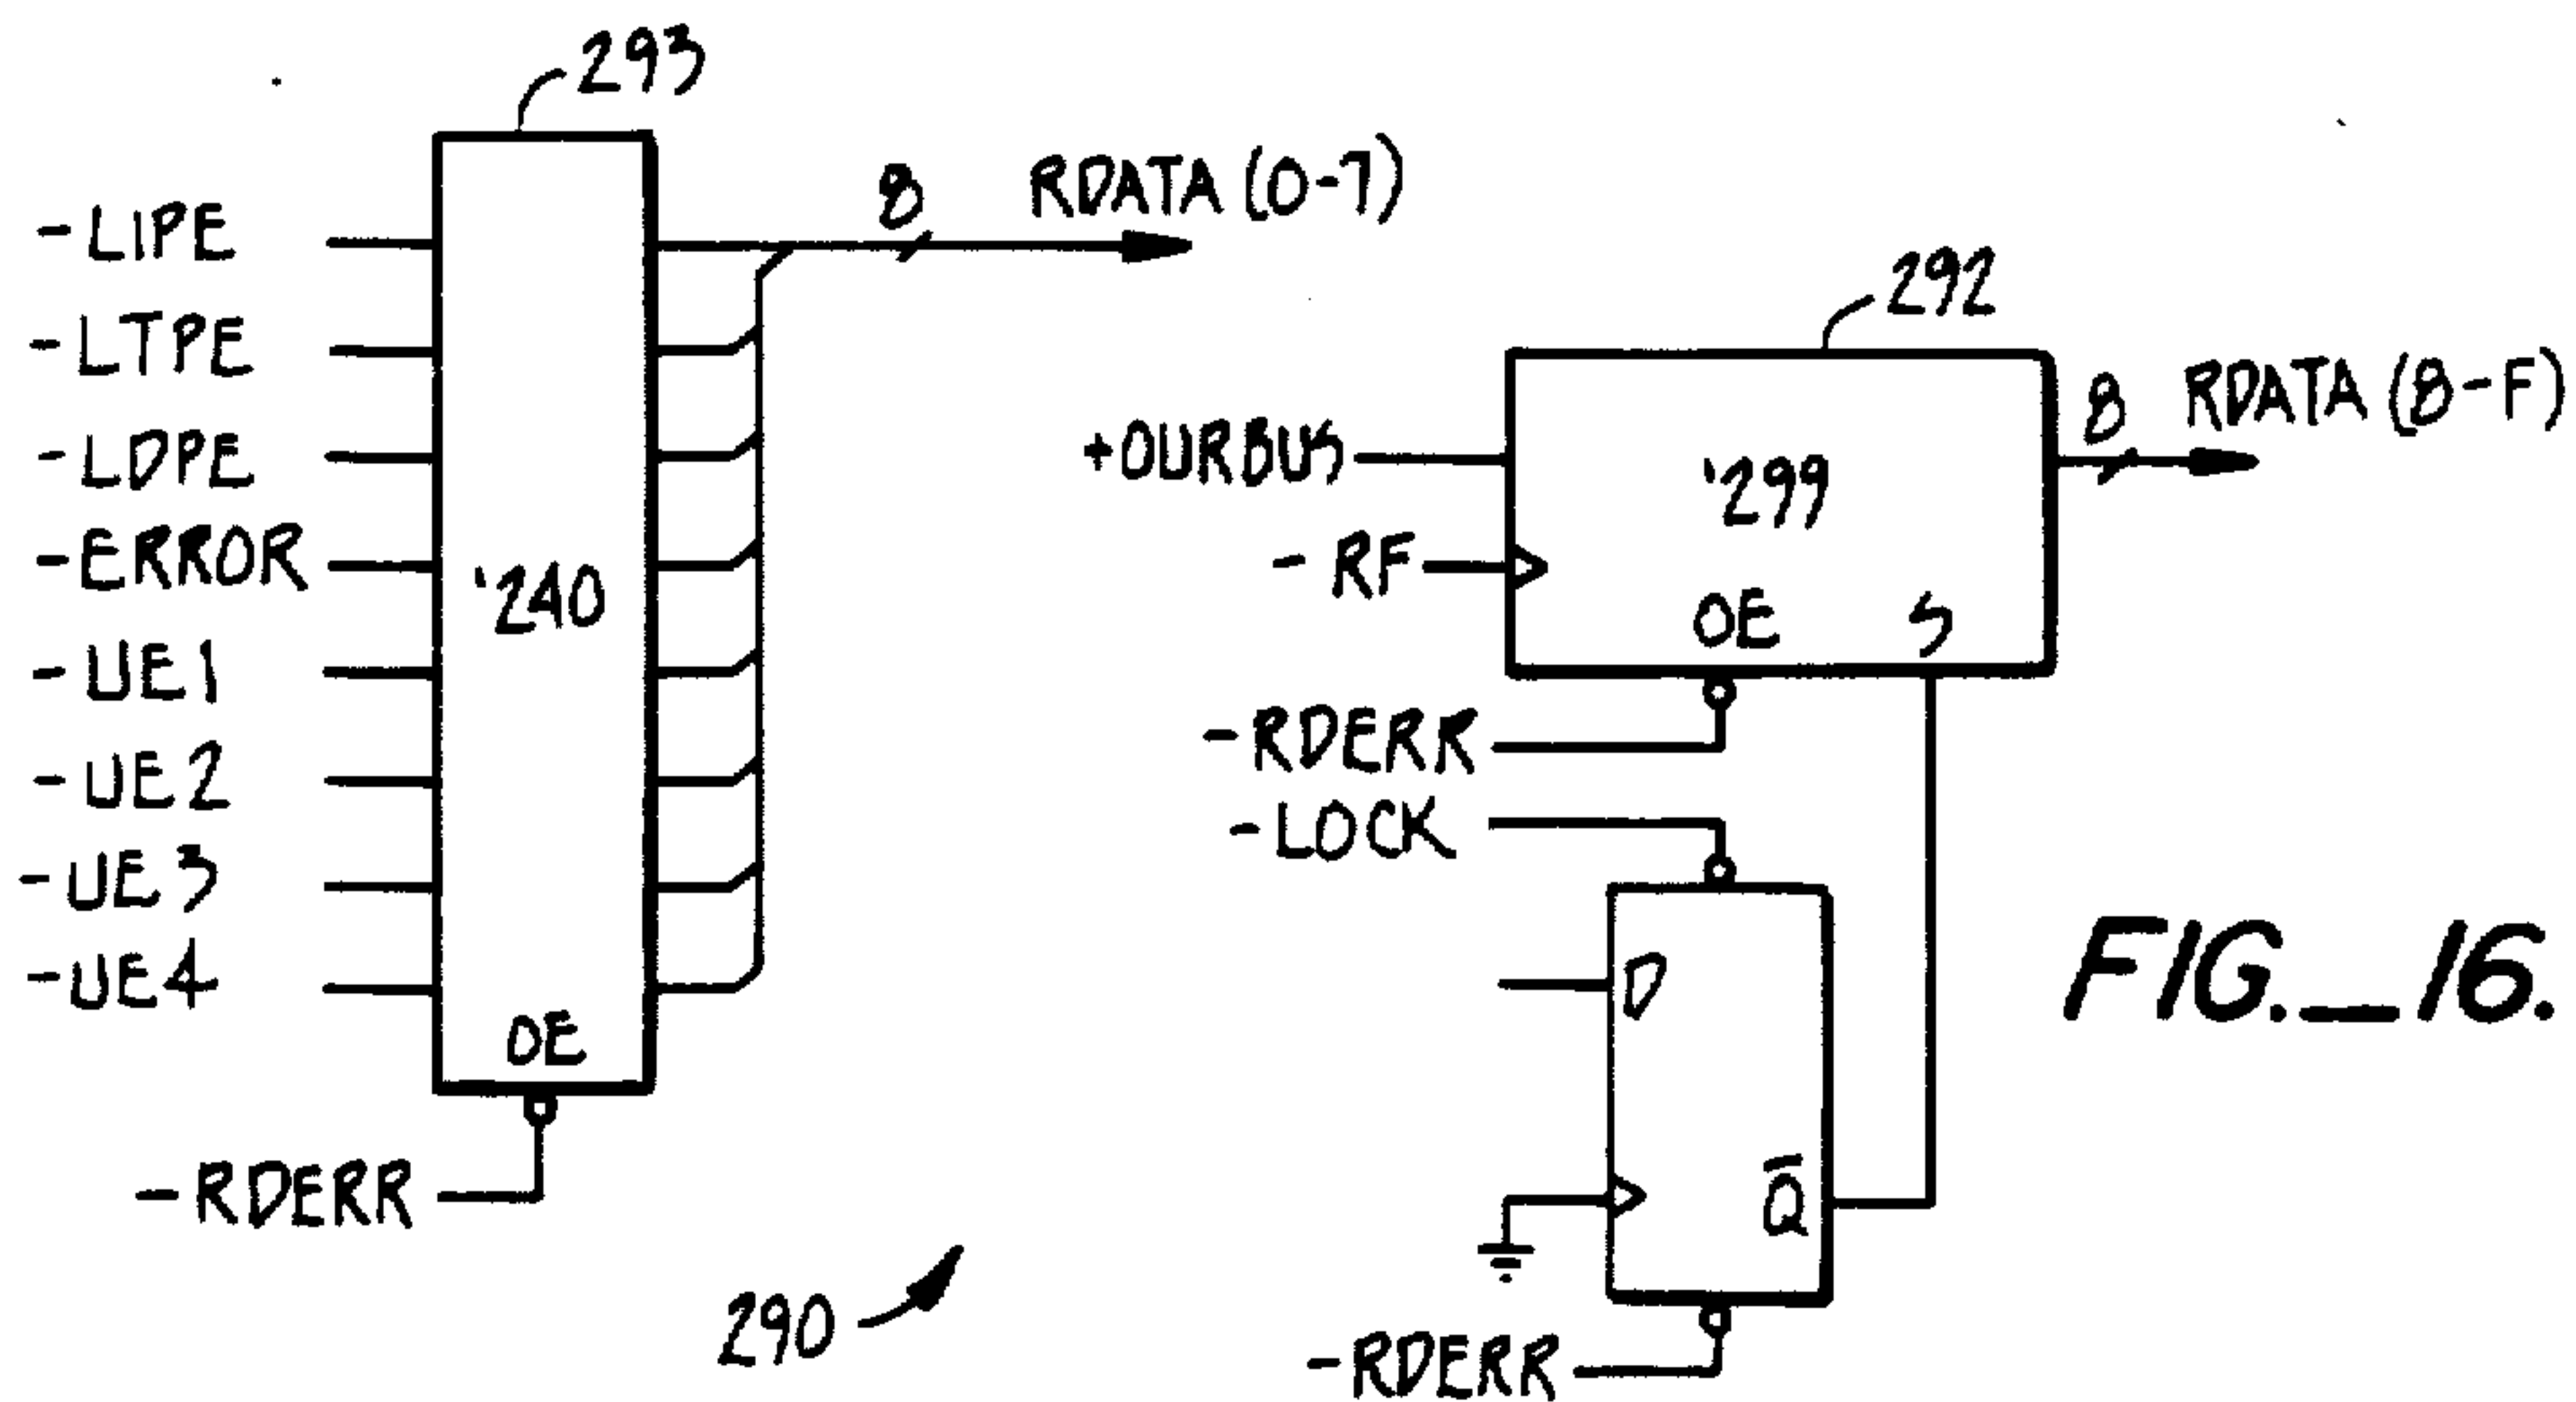 293
-LIPE
-LTPE
-LDPE
-ERROR
-UE1
-UE2
-UE3
-UE4
'240
OE
-RDERR
8 RDATA (0-7)
290
292
+OURBUS
-RF
'299
OE S
8 RDATA (8-F)
-RDERR
-LOCK
D
Q̅
-RDERR
FIG._16.